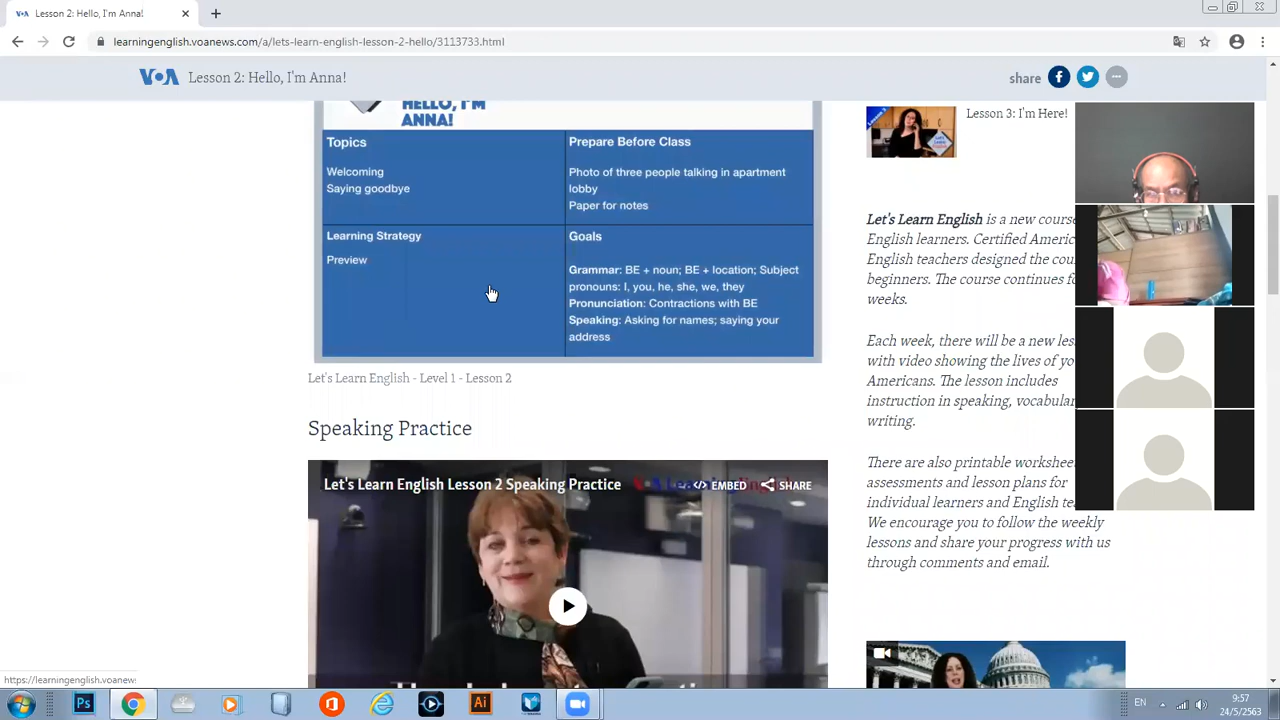 Lesson 2: Hello, I'm Anna!
learningenglish.voanews.com/a/lets-learn-english-lesson-2-hello/3113733.html
VOA Lesson 2: Hello, I'm Anna!
share
HELLO, I'M
ANNA!
Topics
Welcoming
Saying goodbye
Prepare Before Class
Photo of three people talking in apartment
lobby
Paper for notes
Learning Strategy
Preview
Goals
Grammar: BE + noun; BE + location; Subject
pronouns: I, you, he, she, we, they
Pronunciation: Contractions with BE
Speaking: Asking for names; saying your
address
Let's Learn English - Level 1 - Lesson 2
Speaking Practice
Let's Learn English Lesson 2 Speaking Practice
</> EMBED
SHARE
Lesson 3: I'm Here!
Let's Learn English is a new course
English learners. Certified
English teachers designed the
beginners. The course continues
weeks.
Each week, there will be a new
with video showing the lives of
Americans. The lesson includes
instruction in speaking,
writing.
There are also printable
assessments and lesson plans for
individual learners and English
We encourage you to follow the weekly
lessons and share your progress with us
through comments and email.
https://learningenglish.voanew
Ps
Ai
EN
9:57
24/5/2563